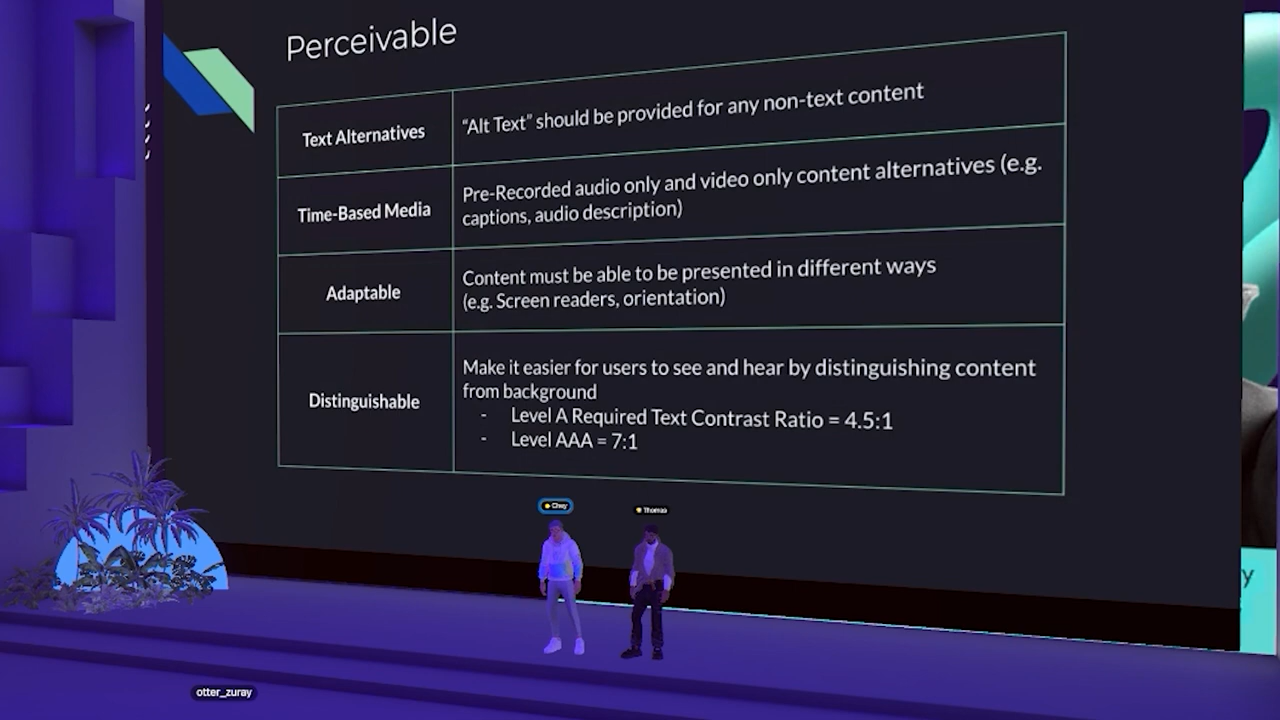 Perceivable
Text Alternatives
"Alt Text" should be provided for any non-text content
Time-Based Media
Pre-Recorded audio only and video only content alternatives (e.g.
captions, audio description)
Adaptable
Content must be able to be presented in different ways
(e.g. Screen readers, orientation)
Distinguishable
Make it easier for users to see and hear by distinguishing content
from background
- Level A Required Text Contrast Ratio = 4.5:1
- Level AAA = 7:1
Thomas
otter_zuray